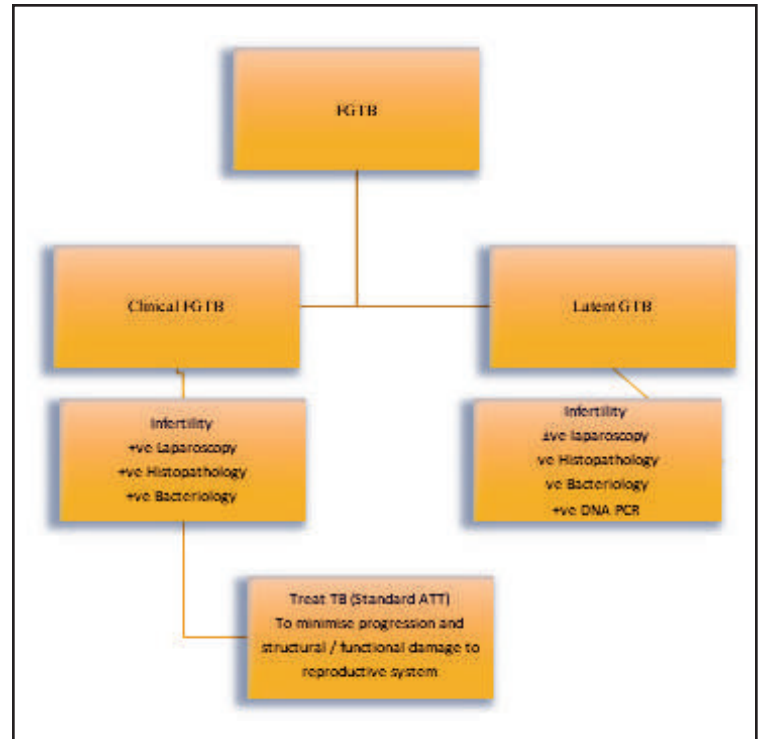 FGTB
Clinical FGTB
Latent GTB
Infertility
+ve Laparoscopy
+ve Histopathology
+ve Bacteriology
Infertility
±ve laparoscopy
ve Histopathology
ve Bacteriology
+ve DNA PCR
Treat TB (Standard ATT)
To minimise progression and
structural / functional damage to
reproductive system